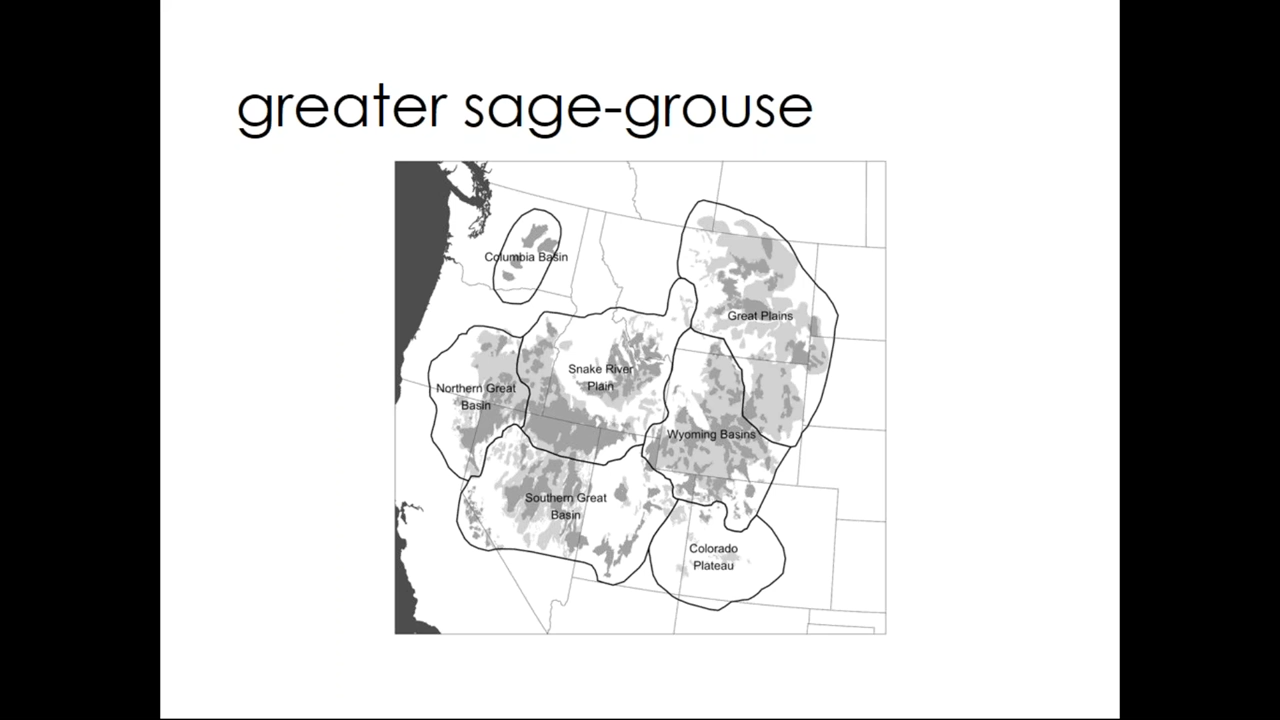 greater sage-grouse
Columbia Basin
Great Plains
Snake River
Plain
Northern Great
Basin
Wyoming Basins
Southern Great
Basin
Colorado
Plateau